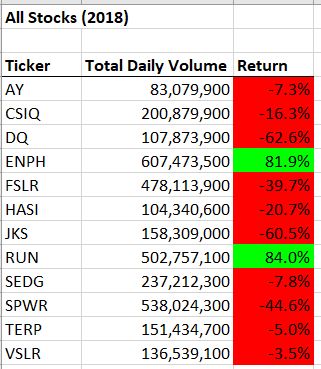 All Stocks (2018)
Ticker Total Daily Volume Return
AY 83,079,900 -7.3%
CSIQ 200,879,900 -16.3%
DQ 107,873,900 -62.6%
ENPH 607,473,500 81.9%
FSLR 478,113,900 -39.7%
HASI 104,340,600 -20.7%
JKS 158,309,000 -60.5%
RUN 502,757,100 84.0%
SEDG 237,212,300 -7.8%
SPWR 538,024,300 -44.6%
TERP 151,434,700 -5.0%
VSLR 136,539,100 -3.5%